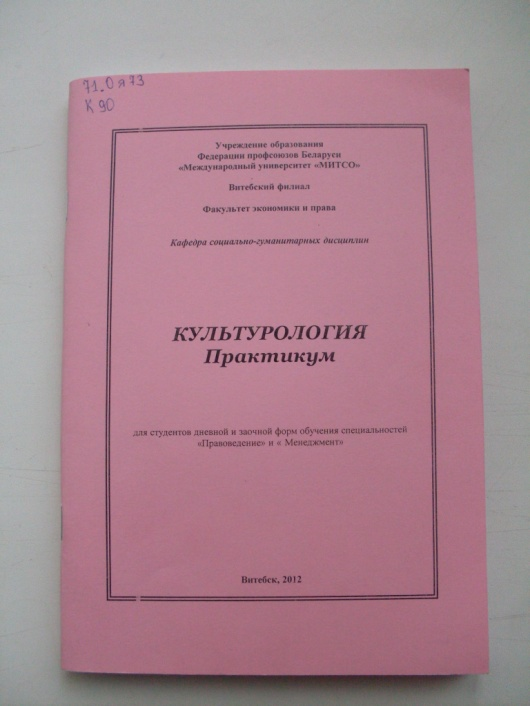 71.0я73
К 90
Учреждение образования
Федерации профсоюзов Беларуси
«Международный университет «МИТСО»
Витебский филиал
Факультет экономики и права
Кафедра социально-гуманитарных дисциплин
КУЛЬТУРОЛОГИЯ
Практикум
для студентов дневной и заочной форм обучения специальностей
«Правоведение» и « Менеджмент»
Витебск, 2012